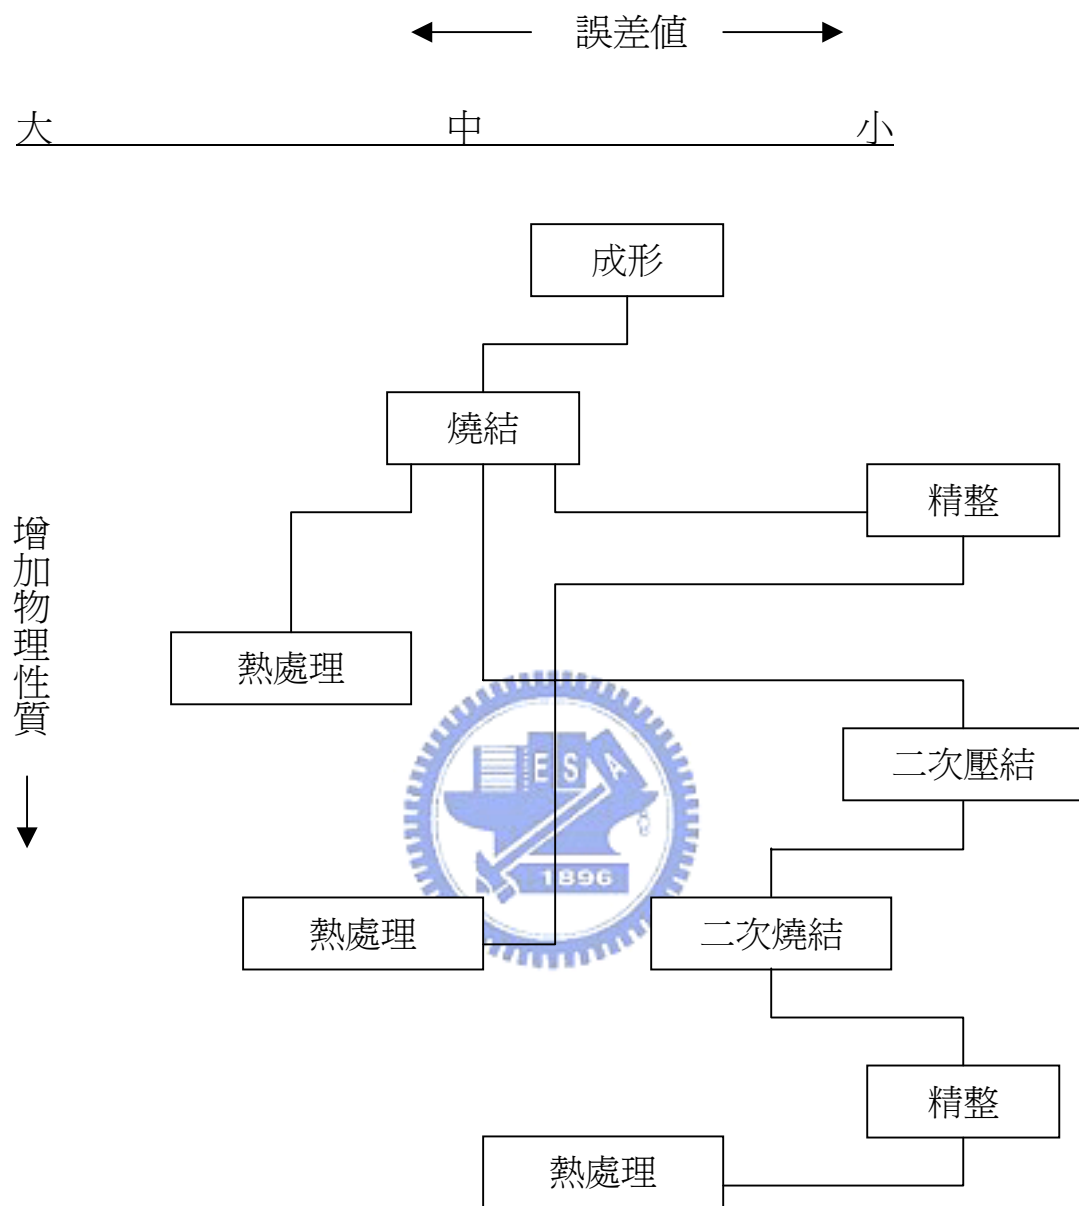 誤差值
大 中 小
成形
燒結
精整
增加物理性質
熱處理
二次壓結
E S A
1896
熱處理
二次燒結
精整
熱處理